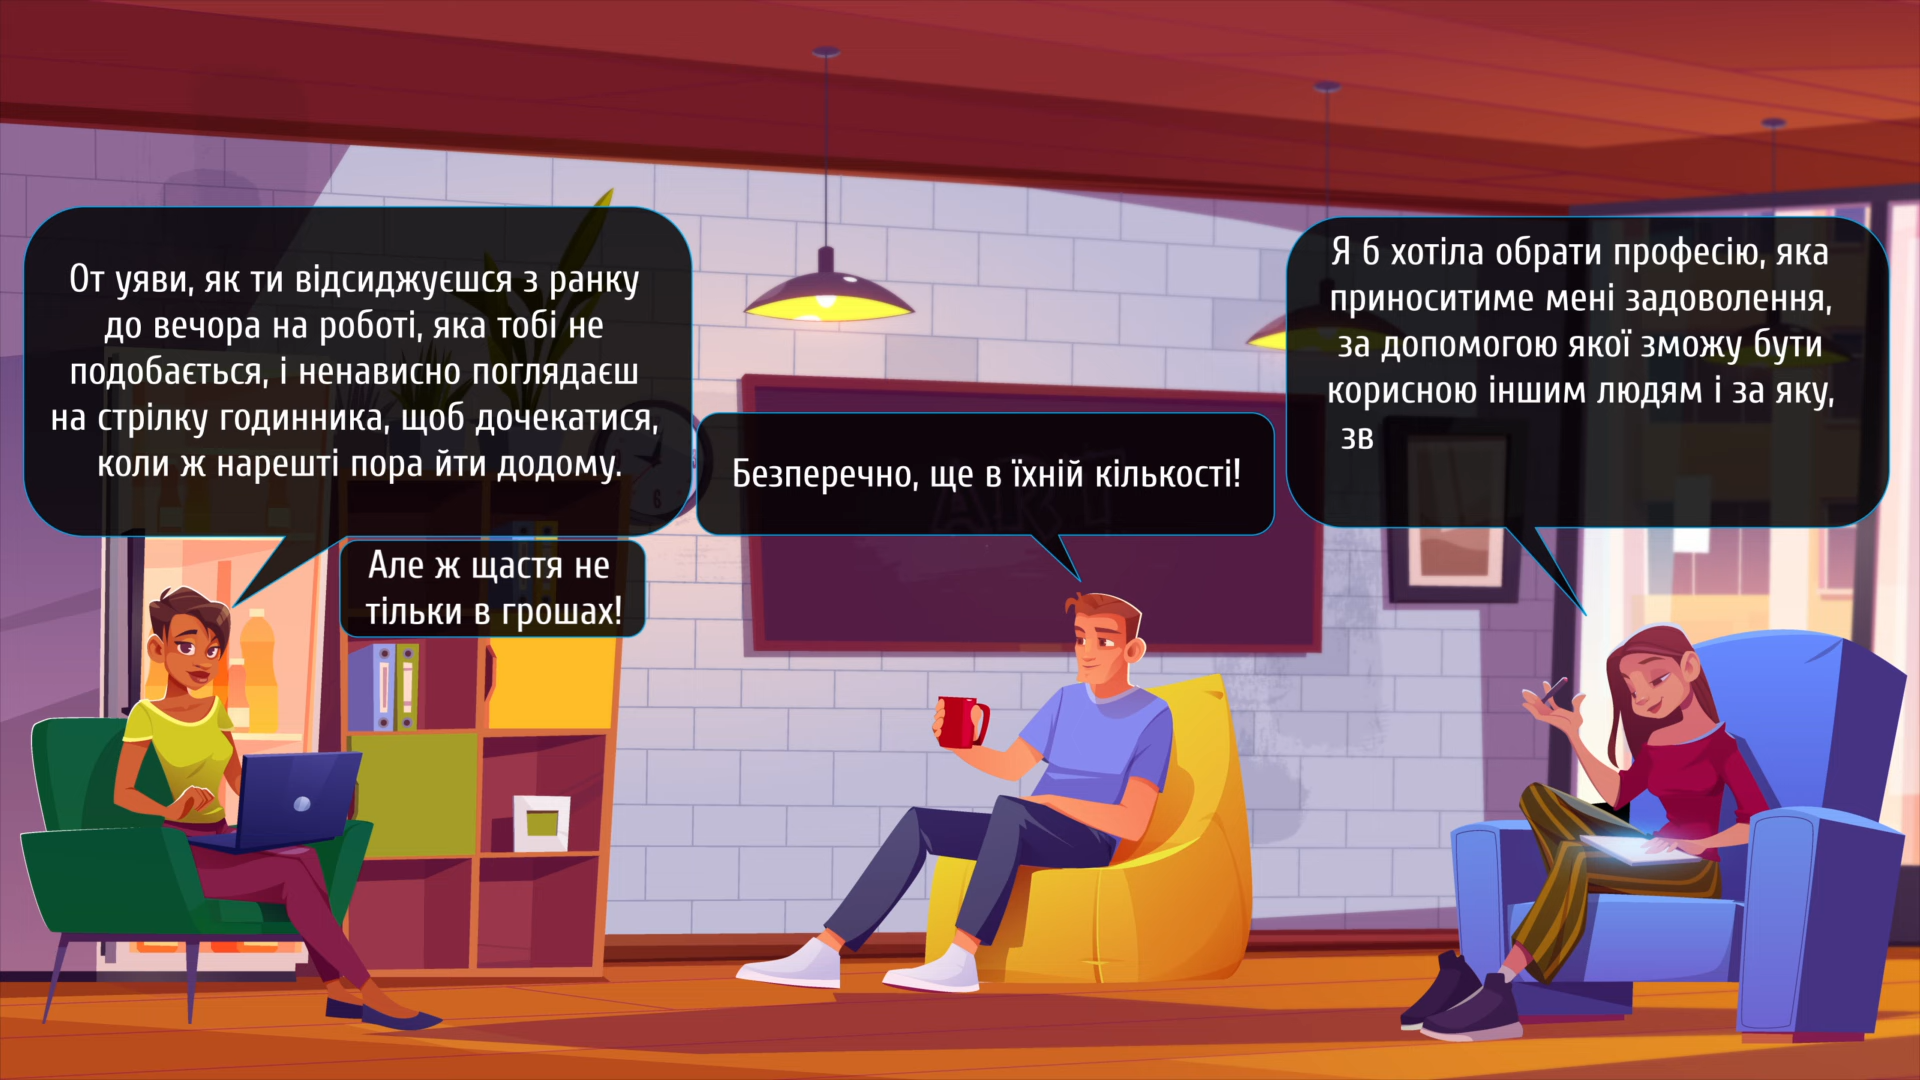 От уяви, як ти відсиджуєшся з ранку
до вечора на роботі, яка тобі не
подобається, і ненависно поглядаєш
на стрілку годинника, щоб дочекатися,
коли ж нарешті пора йти додому.
Але ж щастя не
тільки в грошах!
Безперечно, ще в їхній кількості!
Я б хотіла обрати професію, яка
приноситиме мені задоволення,
за допомогою якої зможу бути
корисною іншим людям і за яку,
зв
ART
6